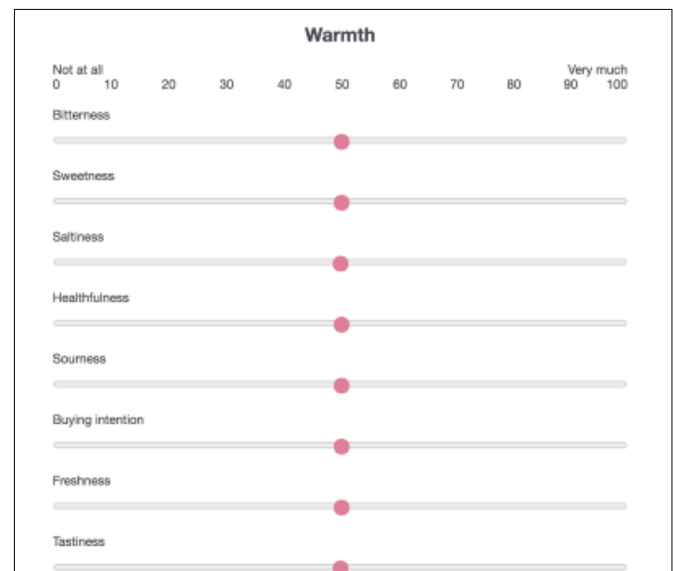 Warmth
Not at all Very much
0 10 20 30 40 50 60 70 80 90 100
Bitterness
Sweetness
Saltiness
Healthfulness
Sourness
Buying intention
Freshness
Tastiness